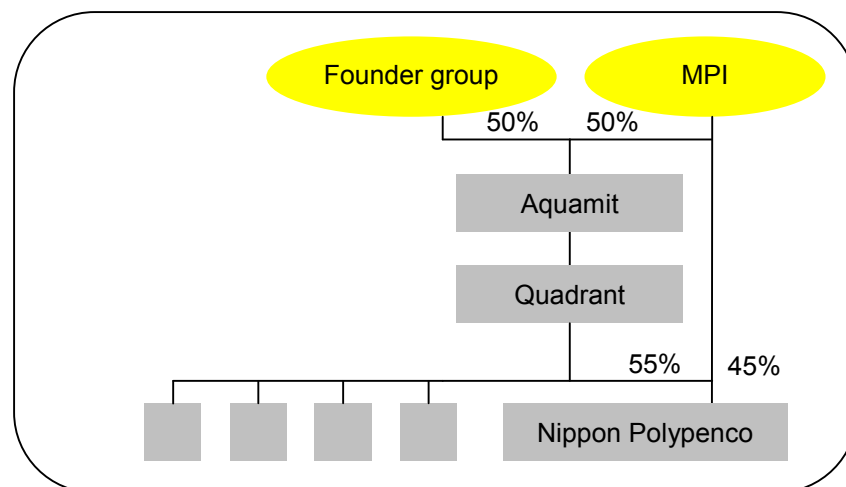 Founder group
MPI
50%
50%
Aquamit
Quadrant
55%
45%
Nippon Polypenco